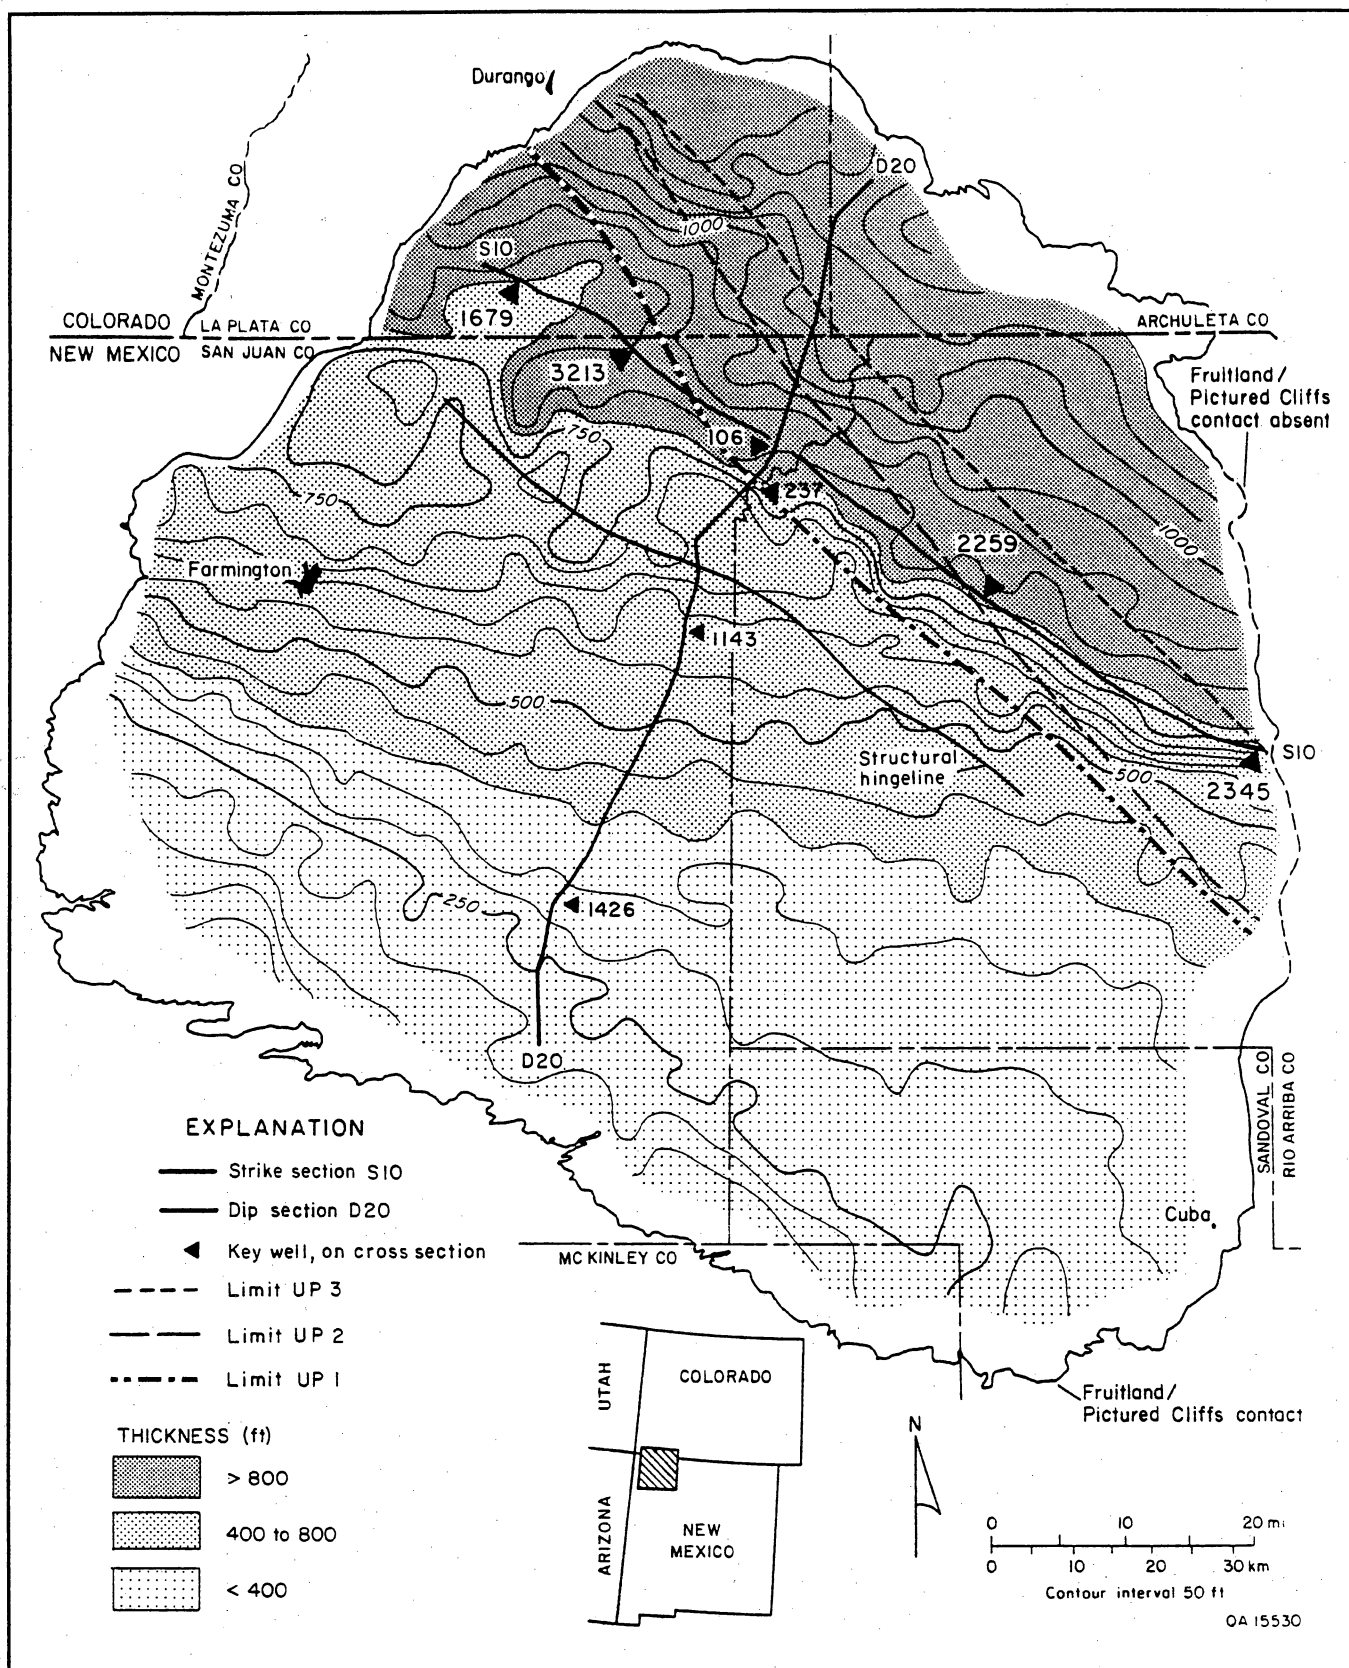 Durango
D20
MONTEZUMA CO
1000
S10
1679
COLORADO
LA PLATA CO
ARCHULETA CO
NEW MEXICO
SAN JUAN CO
3213
Fruitland/
Pictured Cliffs
contact absent
750
106
750
237
1000
2259
Farmington
1143
500
Structural
hingeline
S10
500
2345
250
1426
D20
SANDOVAL CO
RIO ARRIBA CO
Cuba
MC KINLEY CO
EXPLANATION
Strike section S10
Dip section D20
Key well, on cross section
Limit UP 3
Limit UP 2
Limit UP 1
THICKNESS (ft)
> 800
400 to 800
< 400
UTAH
COLORADO
ARIZONA
NEW
MEXICO
Fruitland/
Pictured Cliffs contact
N
0 10 20 mi
0 10 20 30 km
Contour interval 50 ft
QA 15530